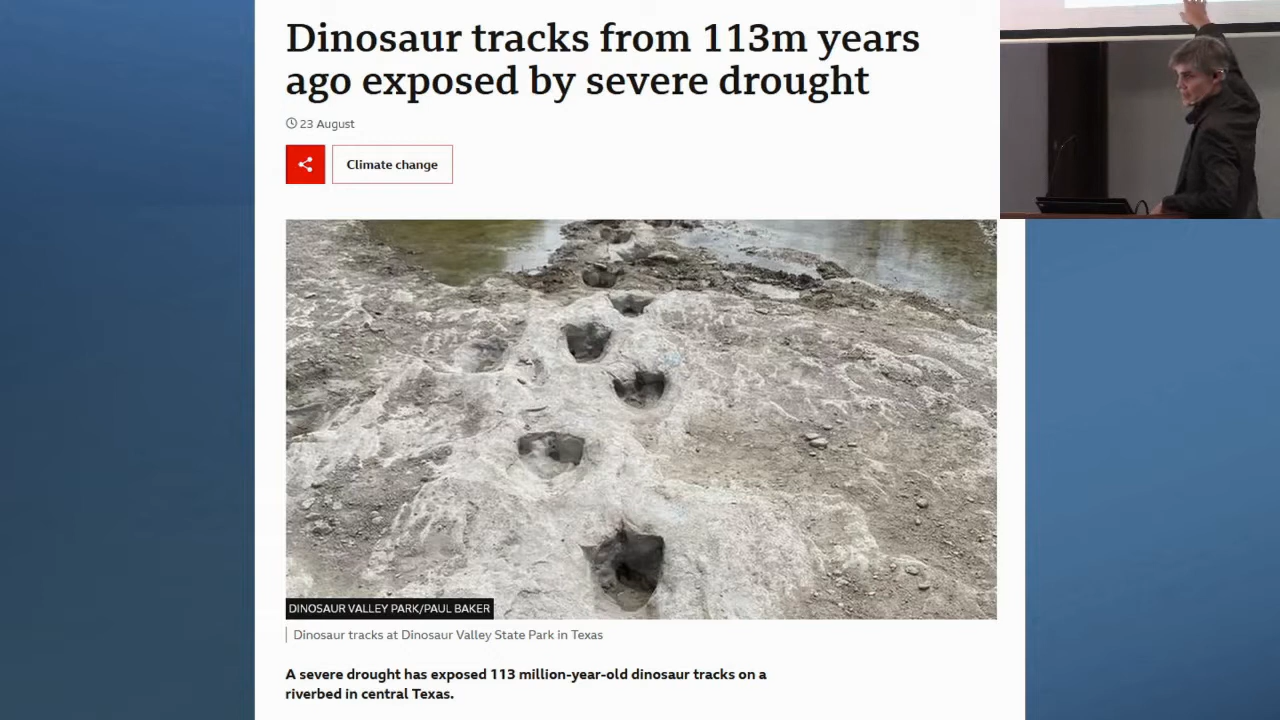 Dinosaur tracks from 113m years
ago exposed by severe drought
23 August
Climate change
DINOSAUR VALLEY PARK/PAUL BAKER
Dinosaur tracks at Dinosaur Valley State Park in Texas
A severe drought has exposed 113 million-year-old dinosaur tracks on a
riverbed in central Texas.